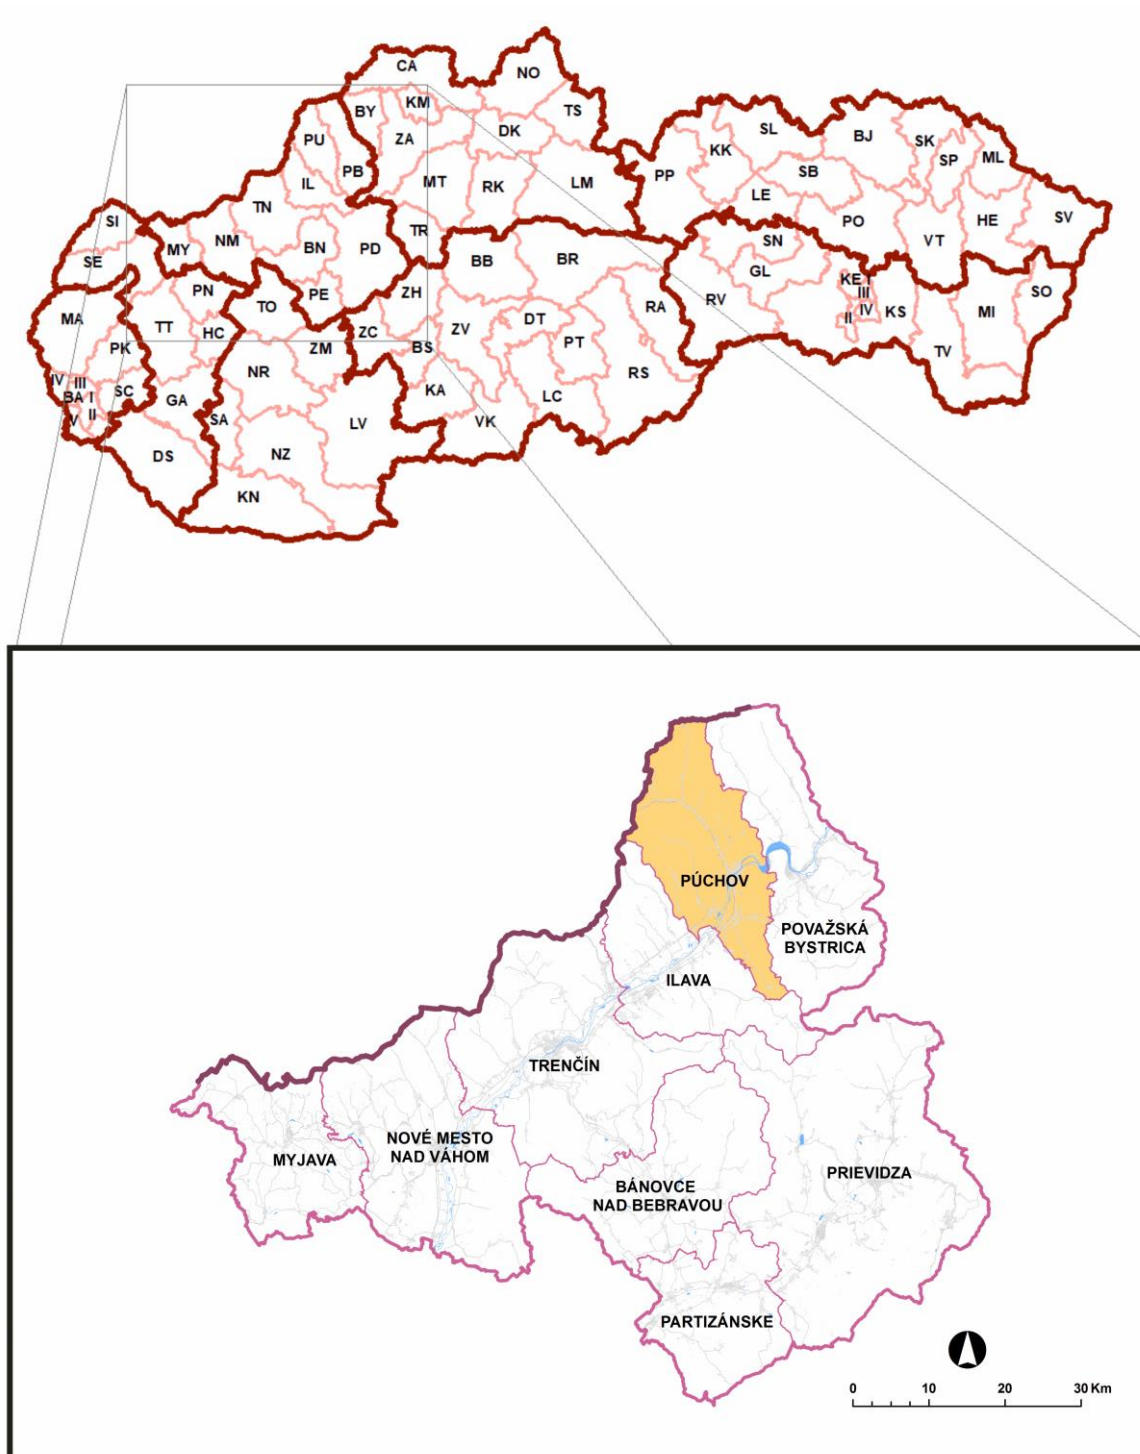 CA
NO
BY
KM
TS
PU
ZA
DK
SL
BJ
SK
ML
KK
SP
PB
IL
MT
RK
LM
PP
SB
LE
TN
SI
MY
NM
BN
PD
TR
PO
HE
SV
SN
VT
SE
BB
BR
GL
PN
PE
ZH
KE I
III
SO
MA
TO
RA
RV
IV
KS
MI
TT
HC
ZC
ZV
DT
II
PK
ZM
BS
PT
TV
IV
III
NR
RS
BA
I
SC
GA
KA
LC
V
II
SA
LV
VK
DS
NZ
KN
PÚCHOV
POVAŽSKÁ
BYSTRICA
ILAVA
TRENČÍN
NOVÉ MESTO
NAD VÁHOM
MYJAVA
BÁNOVCE
NAD BEBRAVOU
PRIEVIDZA
PARTIZÁNSKE
0 10 20 30 Km